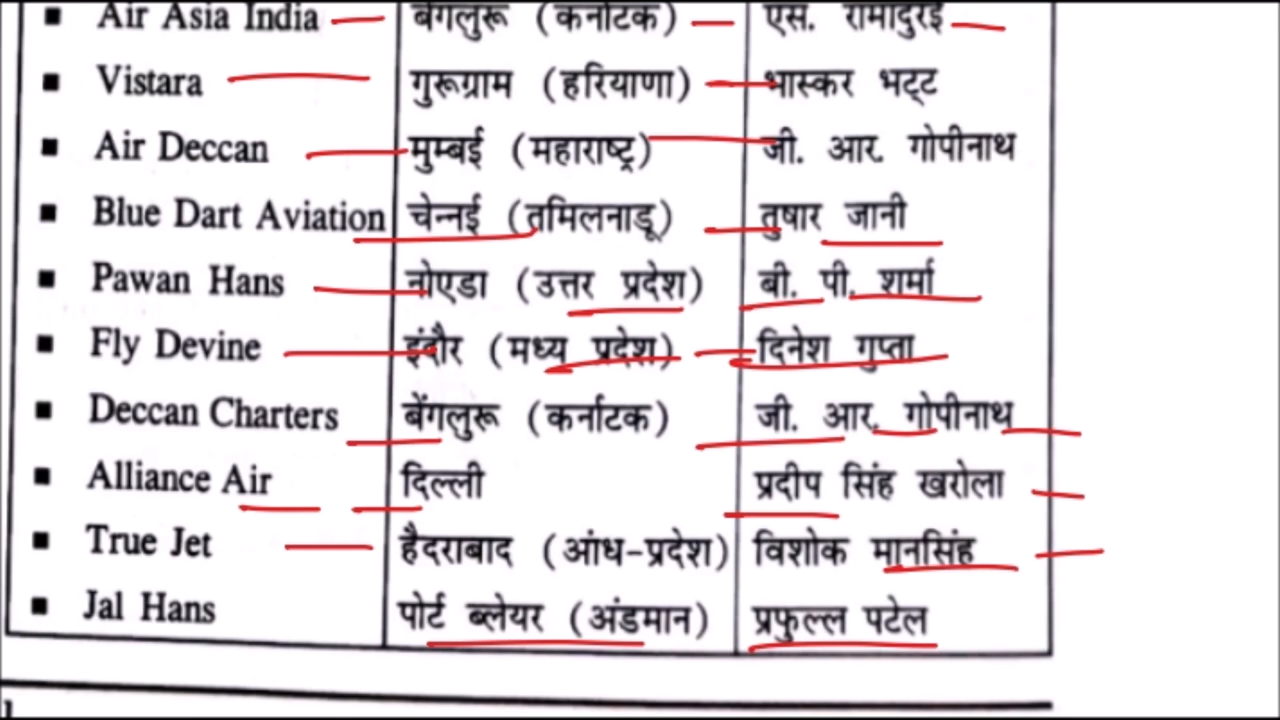 ▪ Air Asia India बेंगलुरू (कर्नाटक) एस. रामादुरई
▪ Vistara गुरूग्राम (हरियाणा) भास्कर भट्ट
▪ Air Deccan मुम्बई (महाराष्ट्र) जी. आर. गोपीनाथ
▪ Blue Dart Aviation चेन्नई (तमिलनाडू) तुषार जानी
▪ Pawan Hans नोएडा (उत्तर प्रदेश) बी. पी. शर्मा
▪ Fly Devine इंदौर (मध्य प्रदेश) दिनेश गुप्ता
▪ Deccan Charters बेंगलुरू (कर्नाटक) जी. आर. गोपीनाथ
▪ Alliance Air दिल्ली प्रदीप सिंह खरोला
▪ True Jet हैदराबाद (आंध-प्रदेश) विशोक मानसिंह
▪ Jal Hans पोर्ट ब्लेयर (अंडमान) प्रफुल्ल पटेल